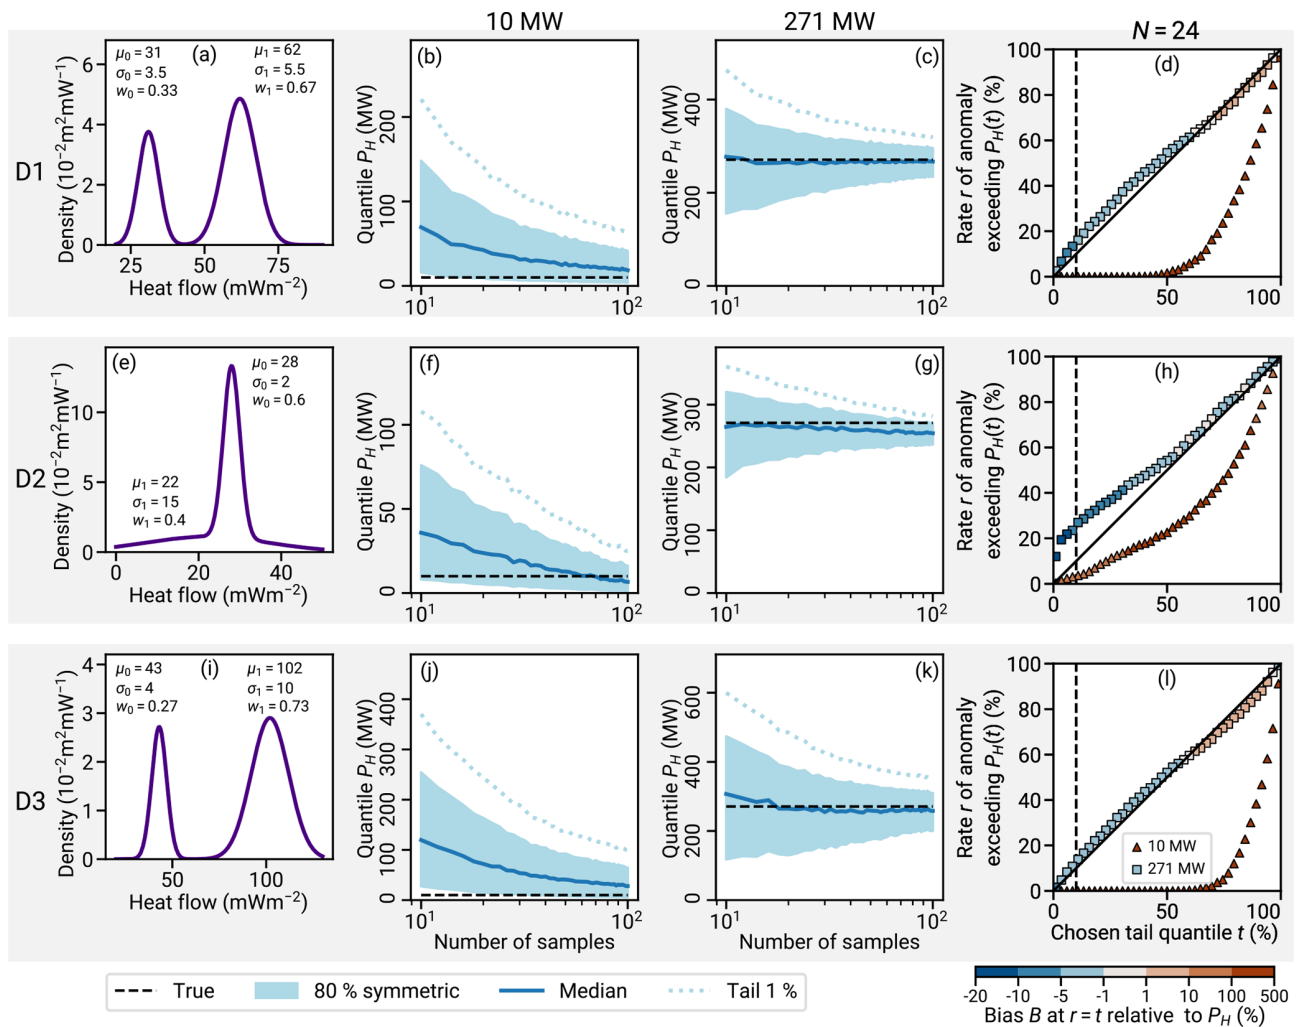 10 MW
271 MW
N = 24
D1
(a)
μ₀ = 31
σ₀ = 3.5
w₀ = 0.33
μ₁ = 62
σ₁ = 5.5
w₁ = 0.67
Density (10⁻²m²mW⁻¹)
6
4
2
0
25
50
75
Heat flow (mWm⁻²)
(b)
Quantile P_H (MW)
200
100
0
10¹
10²
(c)
Quantile P_H (MW)
400
200
0
10¹
10²
(d)
Rate r of anomaly
exceeding P_H(t) (%)
100
80
60
40
20
0
0
50
100
D2
(e)
μ₀ = 28
σ₀ = 2
w₀ = 0.6
μ₁ = 22
σ₁ = 15
w₁ = 0.4
Density (10⁻²m²mW⁻¹)
10
5
0
0
20
40
Heat flow (mWm⁻²)
(f)
Quantile P_H (MW)
100
50
0
10¹
10²
(g)
Quantile P_H (MW)
300
200
100
0
10¹
10²
(h)
Rate r of anomaly
exceeding P_H(t) (%)
100
80
60
40
20
0
0
50
100
D3
(i)
μ₀ = 43
σ₀ = 4
w₀ = 0.27
μ₁ = 102
σ₁ = 10
w₁ = 0.73
Density (10⁻²m²mW⁻¹)
4
3
2
1
0
50
100
Heat flow (mWm⁻²)
(j)
Quantile P_H (MW)
400
300
200
100
0
10¹
10²
Number of samples
(k)
Quantile P_H (MW)
600
400
200
0
10¹
10²
Number of samples
(l)
Rate r of anomaly
exceeding P_H(t) (%)
100
80
60
40
20
0
10 MW
271 MW
0
50
100
Chosen tail quantile t (%)
True
80 % symmetric
Median
Tail 1 %
-20
-10
-5
-1
1
10
100
500
Bias B at r = t relative to P_H (%)